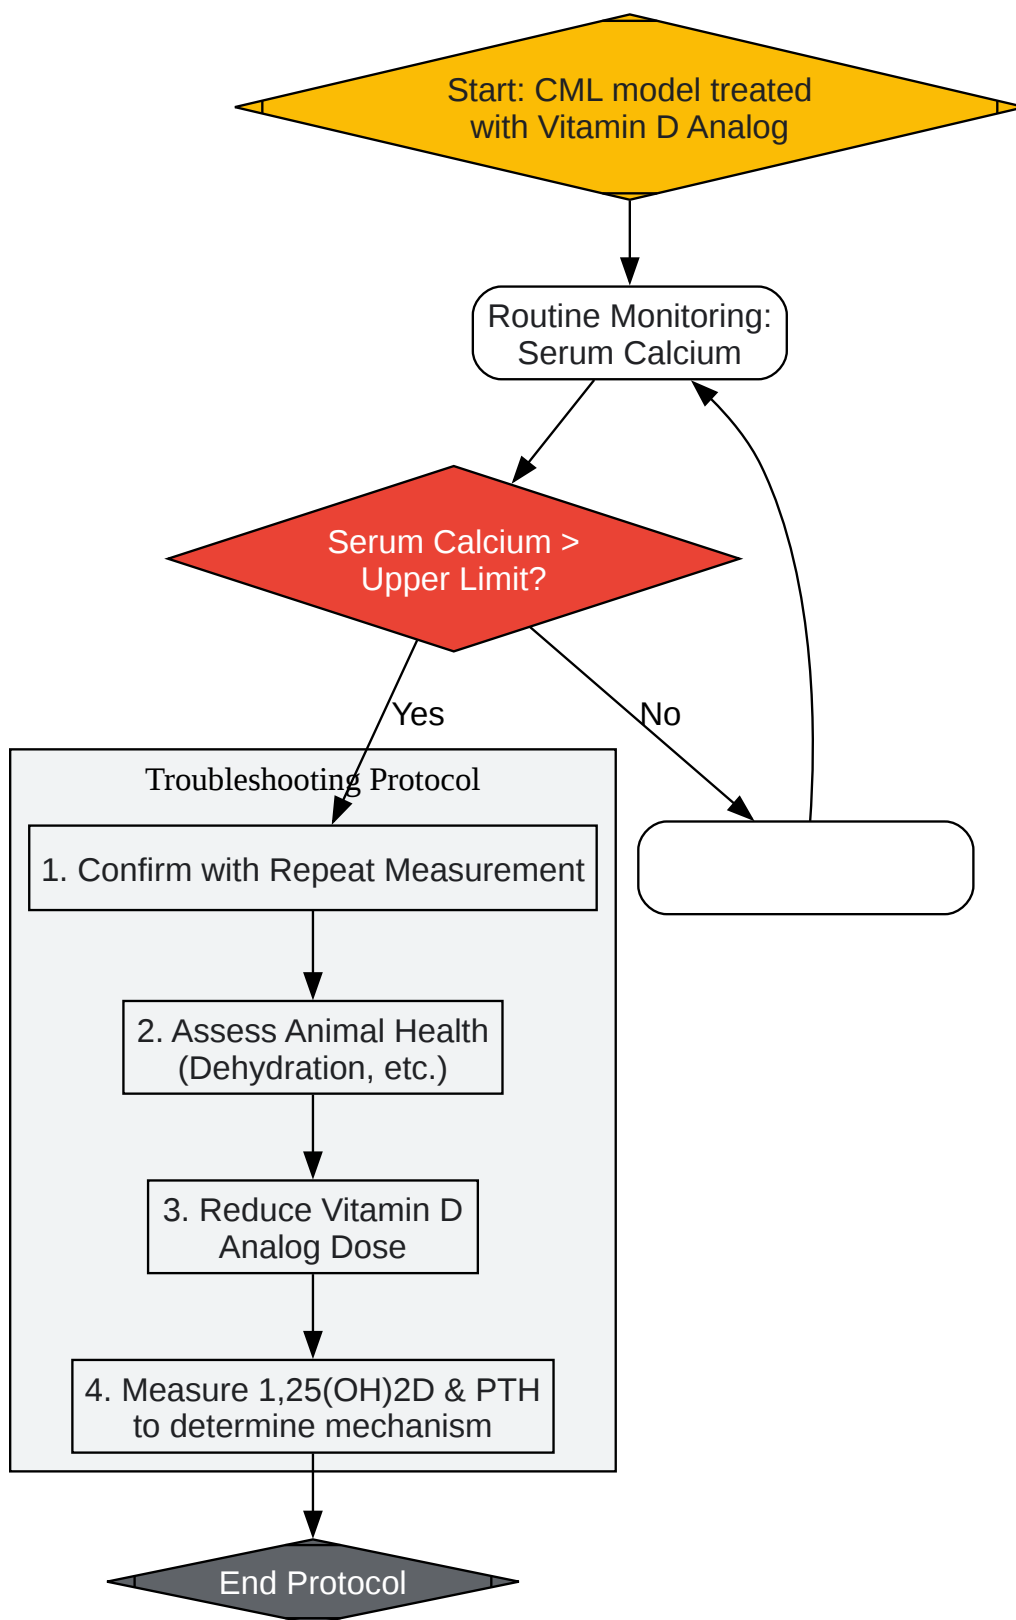 Start: CML model treated
with Vitamin D Analog
Routine Monitoring:
Serum Calcium
Serum Calcium >
Upper Limit?
Yes
No
Troubleshooting Protocol
1. Confirm with Repeat Measurement
2. Assess Animal Health
(Dehydration, etc.)
3. Reduce Vitamin D
Analog Dose
4. Measure 1,25(OH)2D & PTH
to determine mechanism
End Protocol